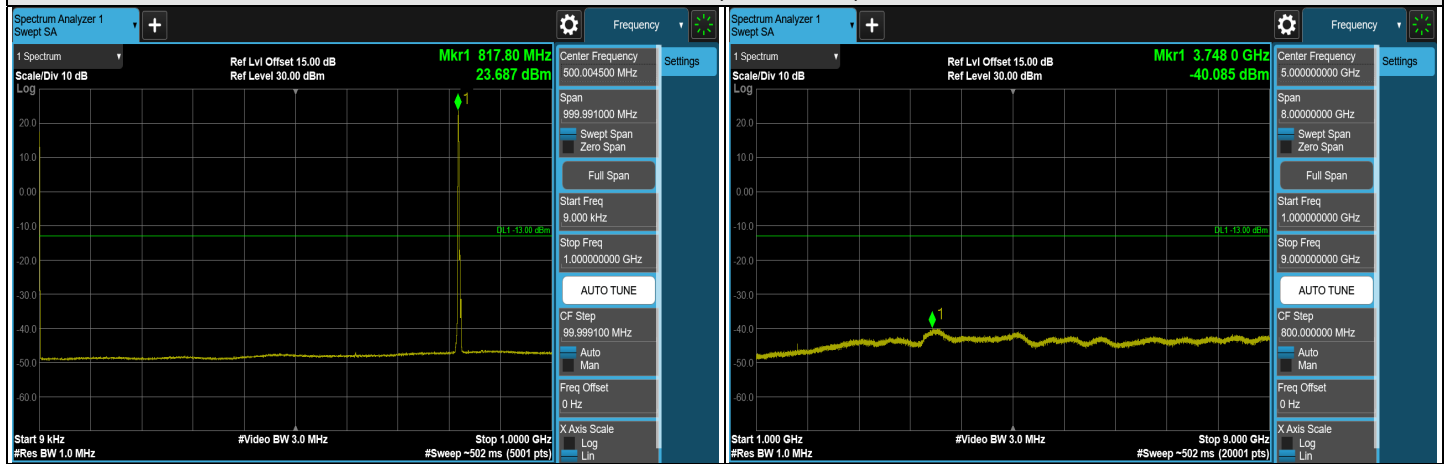 Spectrum Analyzer 1
Swept SA
+
Frequency
1 Spectrum
Scale/Div 10 dB
Log
Ref Lvl Offset 15.00 dB
Ref Level 30.00 dBm
Mkr1 817.80 MHz
23.687 dBm
1
20.0
10.0
0.00
-10.0
-20.0
-30.0
-40.0
-50.0
-60.0
DL1 -13.00 dBm
Start 9 kHz
#Res BW 1.0 MHz
#Video BW 3.0 MHz
Stop 1.0000 GHz
#Sweep ~502 ms (5001 pts)
Center Frequency
500.004500 MHz
Span
999.991000 MHz
Swept Span
Zero Span
Full Span
Start Freq
9.000 kHz
Stop Freq
1.000000000 GHz
AUTO TUNE
CF Step
99.999100 MHz
Auto
Man
Freq Offset
0 Hz
X Axis Scale
Log
Lin
Settings
Spectrum Analyzer 1
Swept SA
+
Frequency
1 Spectrum
Scale/Div 10 dB
Log
Ref Lvl Offset 15.00 dB
Ref Level 30.00 dBm
Mkr1 3.748 0 GHz
-40.085 dBm
1
20.0
10.0
0.00
-10.0
-20.0
-30.0
-40.0
-50.0
-60.0
DL1 -13.00 dBm
Start 1.000 GHz
#Res BW 1.0 MHz
#Video BW 3.0 MHz
Stop 9.000 GHz
#Sweep ~502 ms (20001 pts)
Center Frequency
5.000000000 GHz
Span
8.00000000 GHz
Swept Span
Zero Span
Full Span
Start Freq
1.000000000 GHz
Stop Freq
9.000000000 GHz
AUTO TUNE
CF Step
800.000000 MHz
Auto
Man
Freq Offset
0 Hz
X Axis Scale
Log
Lin
Settings